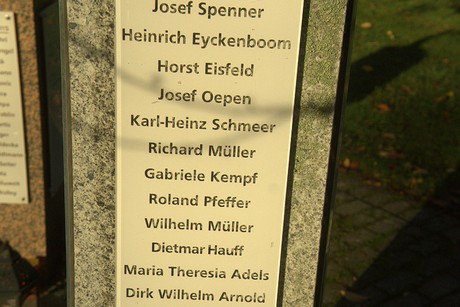 Josef Spenner
Heinrich Eyckenboom
Horst Eisfeld
Josef Oepen
Karl-Heinz Schmeer
Richard Müller
Gabriele Kempf
Roland Pfeffer
Wilhelm Müller
Dietmar Hauff
Maria Theresia Adels
Dirk Wilhelm Arnold